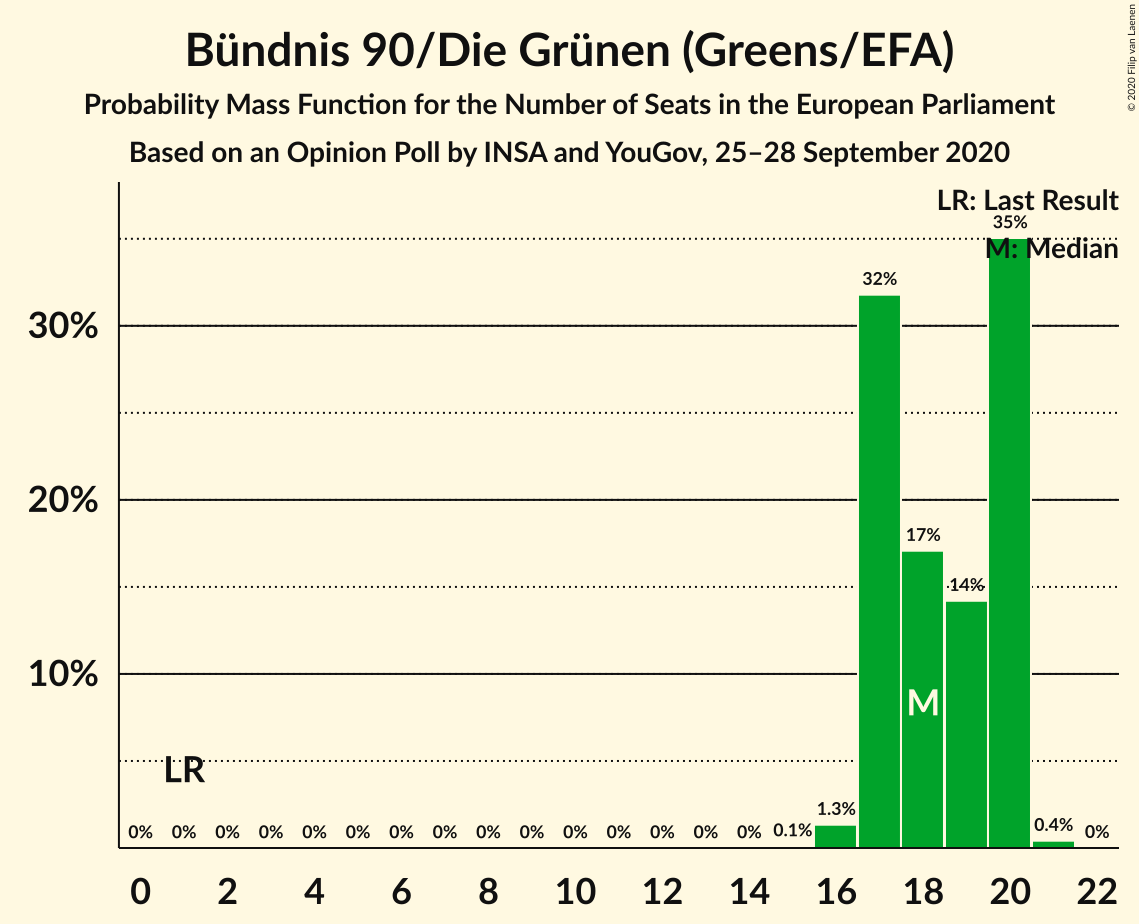 Bündnis 90/Die Grünen (Greens/EFA)
Probability Mass Function for the Number of Seats in the European Parliament
Based on an Opinion Poll by INSA and YouGov, 25–28 September 2020
© 2020 Filip van Laenen
LR: Last Result
M: Median
35%
32%
30%
20%
17%
14%
10%
M
LR
0% 0% 0% 0% 0% 0% 0% 0% 0% 0% 0% 0% 0% 0% 0% 0.1% 1.3% 0.4% 0%
0 2 4 6 8 10 12 14 16 18 20 22